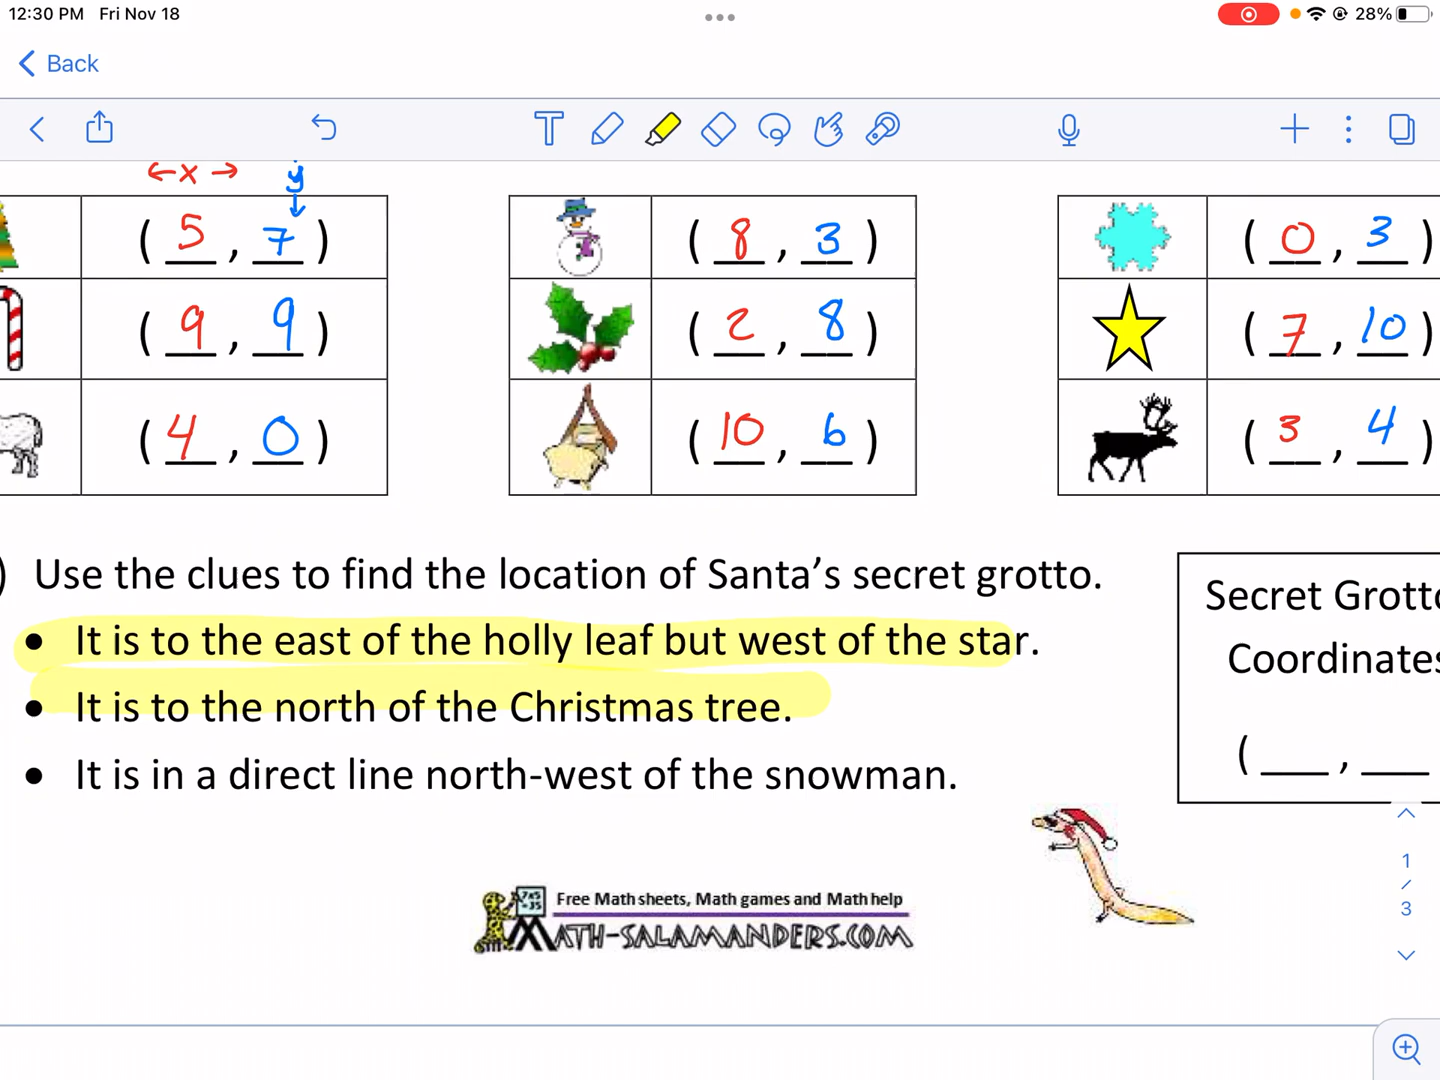 12:30 PM Fri Nov 18
28%
Back
←x→ y
(5, 7) (8, 3) (0, 3)
(9, 9) (2, 8) (7, 10)
(4, 0) (10, 6) (3, 4)
) Use the clues to find the location of Santa's secret grotto.
• It is to the east of the holly leaf but west of the star.
• It is to the north of the Christmas tree.
• It is in a direct line north-west of the snowman.
Secret Grotto
Coordinates
( ___, ___
1
/
3
7x5
=35
Free Math sheets, Math games and Math help
MATH-SALAMANDERS.COM